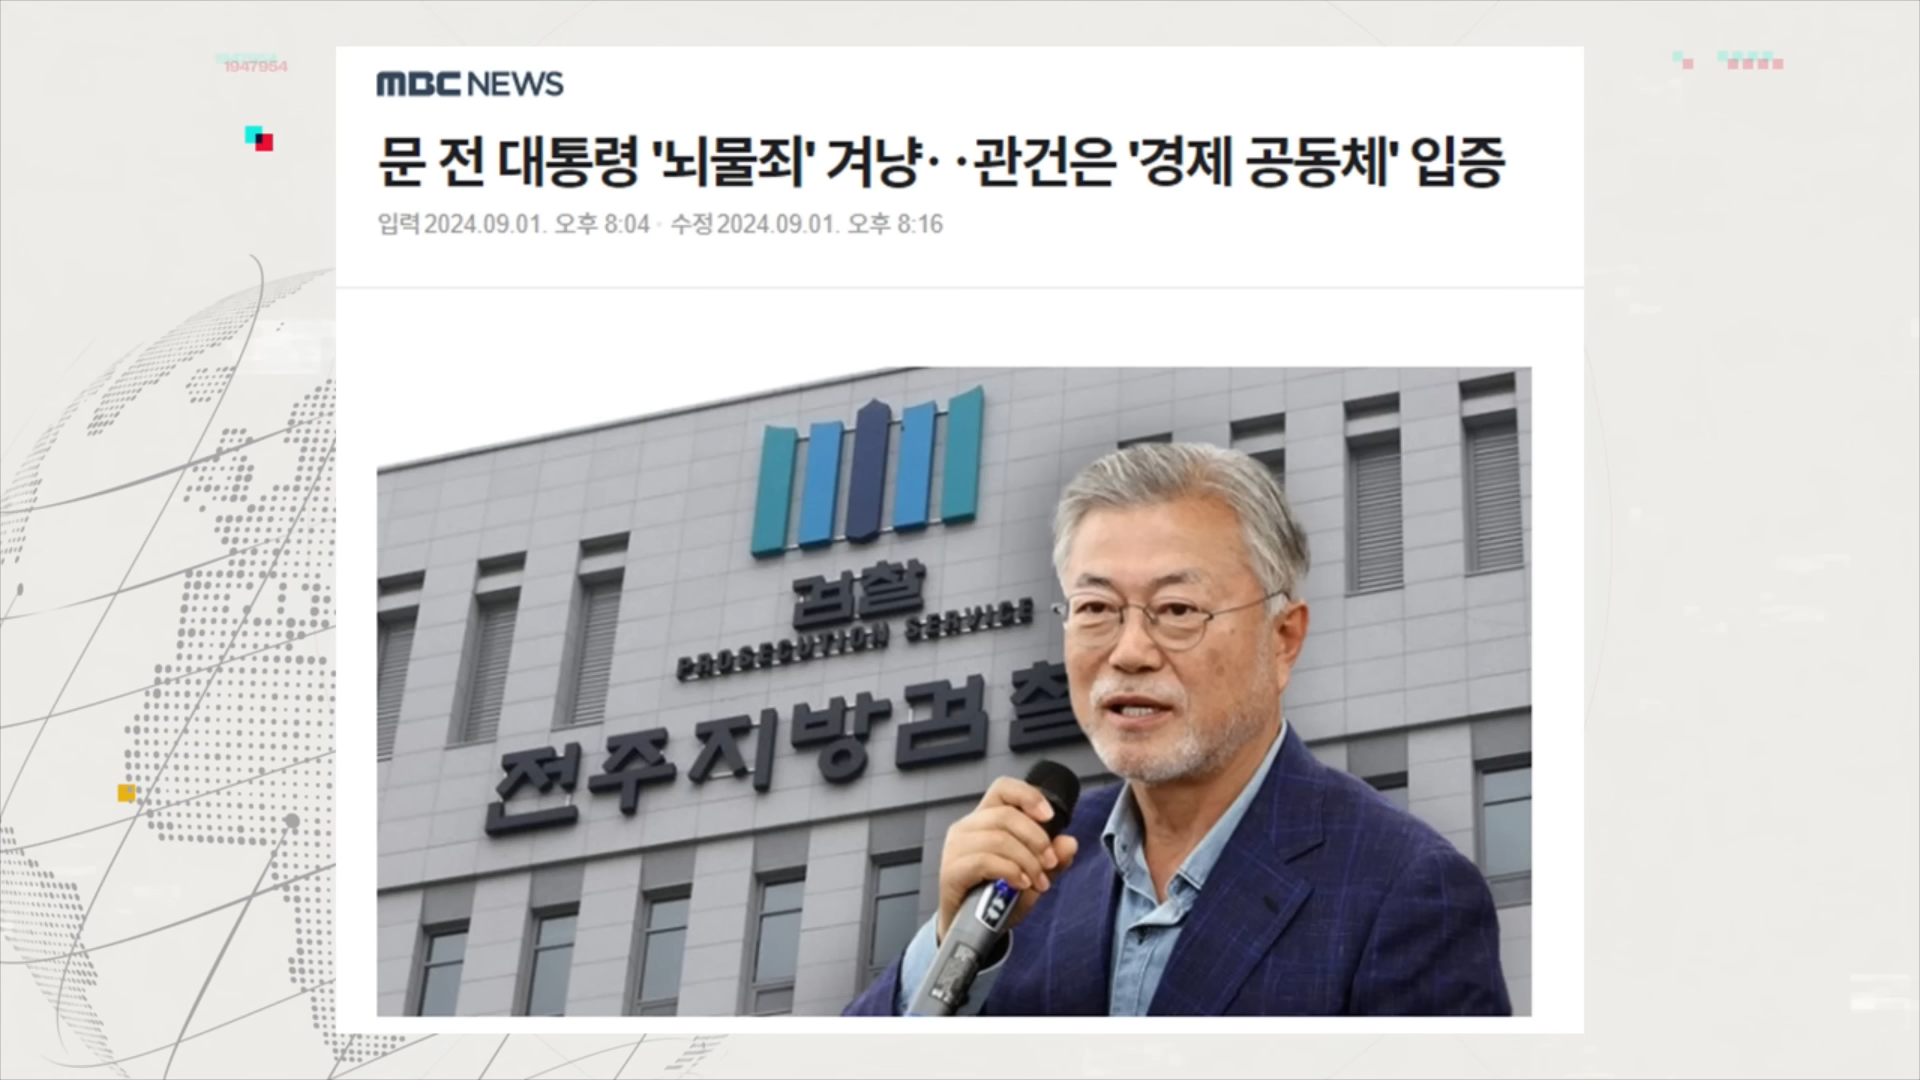 1947954
MBC NEWS
문 전 대통령 '뇌물죄' 겨냥··관건은 '경제 공동체' 입증
입력 2024.09.01. 오후 8:04 · 수정 2024.09.01. 오후 8:16
검찰
PROSECUTION SERVICE
전주지방검찰